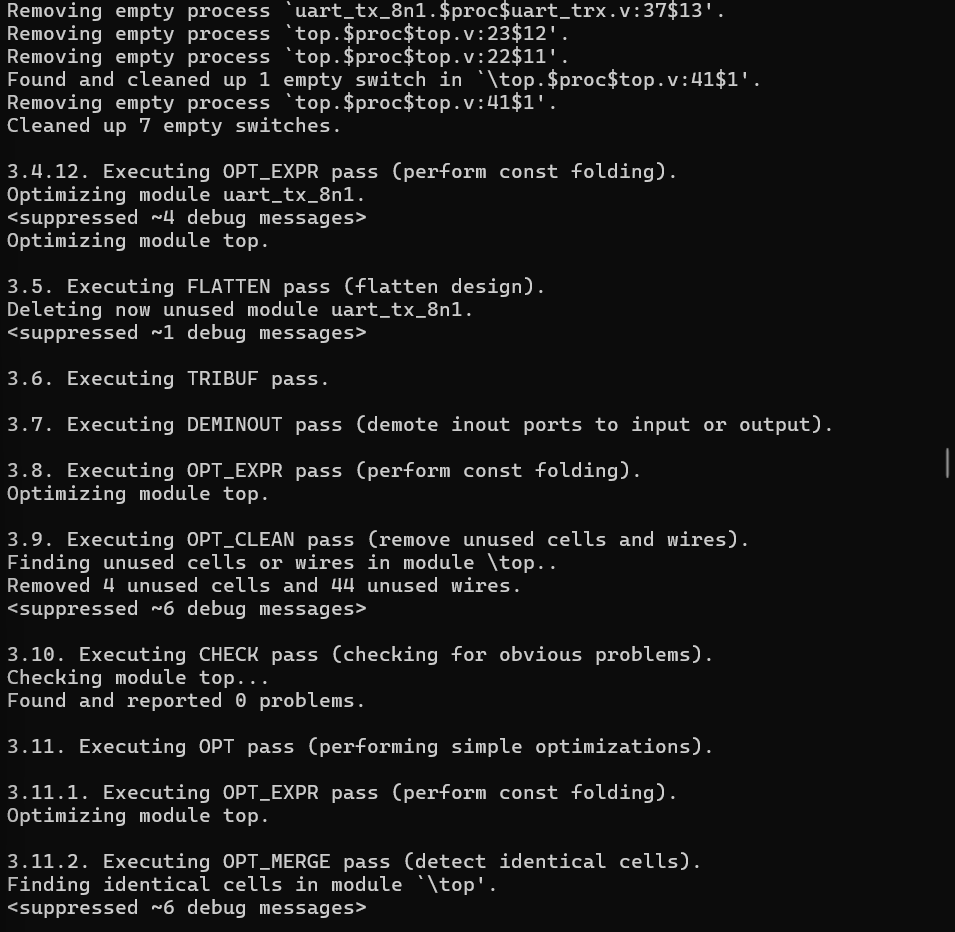 Removing empty process `uart_tx_8n1.$proc$uart_trx.v:37$13'.
Removing empty process `top.$proc$top.v:23$12'.
Removing empty process `top.$proc$top.v:22$11'.
Found and cleaned up 1 empty switch in `\top.$proc$top.v:41$1'.
Removing empty process `top.$proc$top.v:41$1'.
Cleaned up 7 empty switches.

3.4.12. Executing OPT_EXPR pass (perform const folding).
Optimizing module uart_tx_8n1.
<suppressed ~4 debug messages>
Optimizing module top.

3.5. Executing FLATTEN pass (flatten design).
Deleting now unused module uart_tx_8n1.
<suppressed ~1 debug messages>

3.6. Executing TRIBUF pass.

3.7. Executing DEMINOUT pass (demote inout ports to input or output).

3.8. Executing OPT_EXPR pass (perform const folding).
Optimizing module top.

3.9. Executing OPT_CLEAN pass (remove unused cells and wires).
Finding unused cells or wires in module \top..
Removed 4 unused cells and 44 unused wires.
<suppressed ~6 debug messages>

3.10. Executing CHECK pass (checking for obvious problems).
Checking module top...
Found and reported 0 problems.

3.11. Executing OPT pass (performing simple optimizations).

3.11.1. Executing OPT_EXPR pass (perform const folding).
Optimizing module top.

3.11.2. Executing OPT_MERGE pass (detect identical cells).
Finding identical cells in module `\top'.
<suppressed ~6 debug messages>